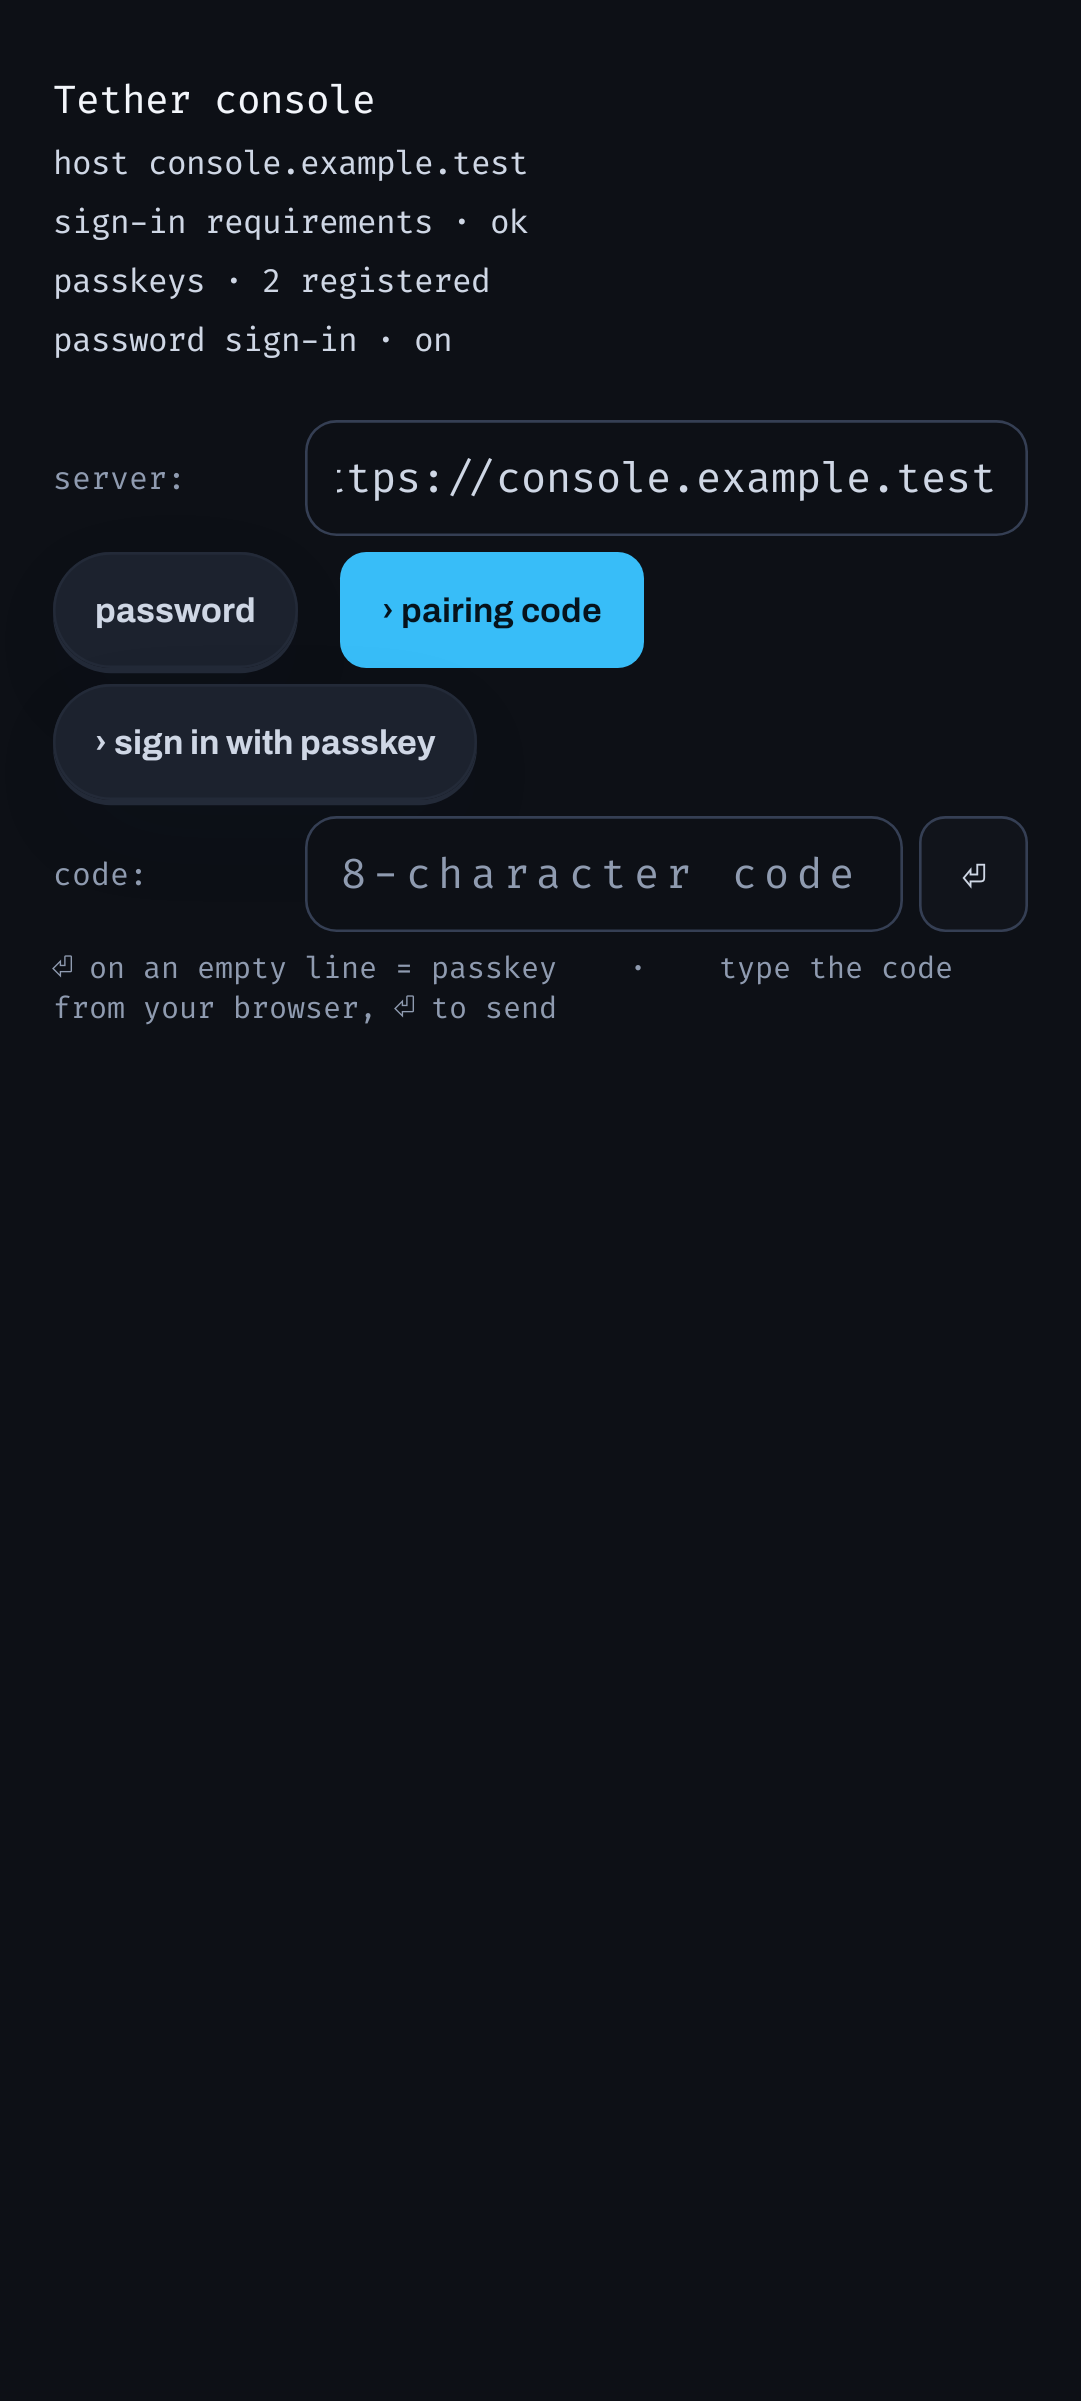 Tether console
host console.example.test
sign-in requirements · ok
passkeys · 2 registered
password sign-in · on
server: ttps://console.example.test
password › pairing code
› sign in with passkey
code: 8-character code ⏎
⏎ on an empty line = passkey · type the code
from your browser, ⏎ to send